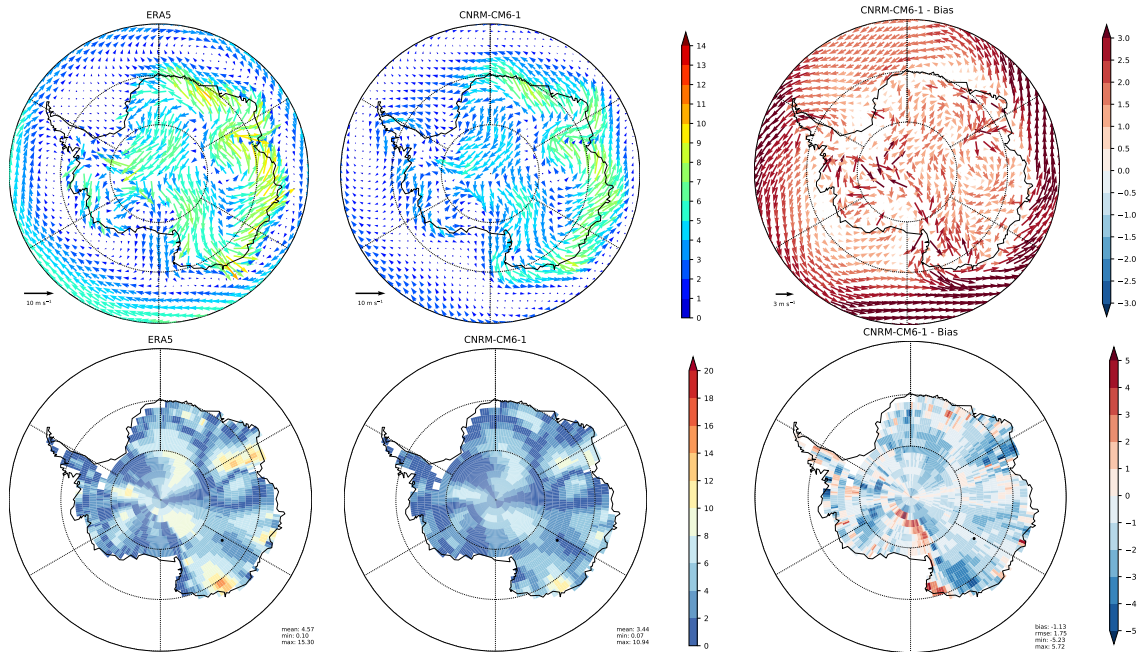 ERA5
CNRM-CM6-1
CNRM-CM6-1 - Bias
14
13
12
11
10
9
8
7
6
5
4
3
2
1
0
3.0
2.5
2.0
1.5
1.0
0.5
0.0
−0.5
−1.0
−1.5
−2.0
−2.5
−3.0
10 m s⁻¹
10 m s⁻¹
3 m s⁻¹
ERA5
CNRM-CM6-1
CNRM-CM6-1 - Bias
20
18
16
14
12
10
8
6
4
2
0
5
4
3
2
1
0
−1
−2
−3
−4
−5
mean: 4.57
min: 0.10
max: 15.30
mean: 3.44
min: 0.07
max: 10.94
bias: -1.13
rmse: 1.75
min: -5.23
max: 5.72